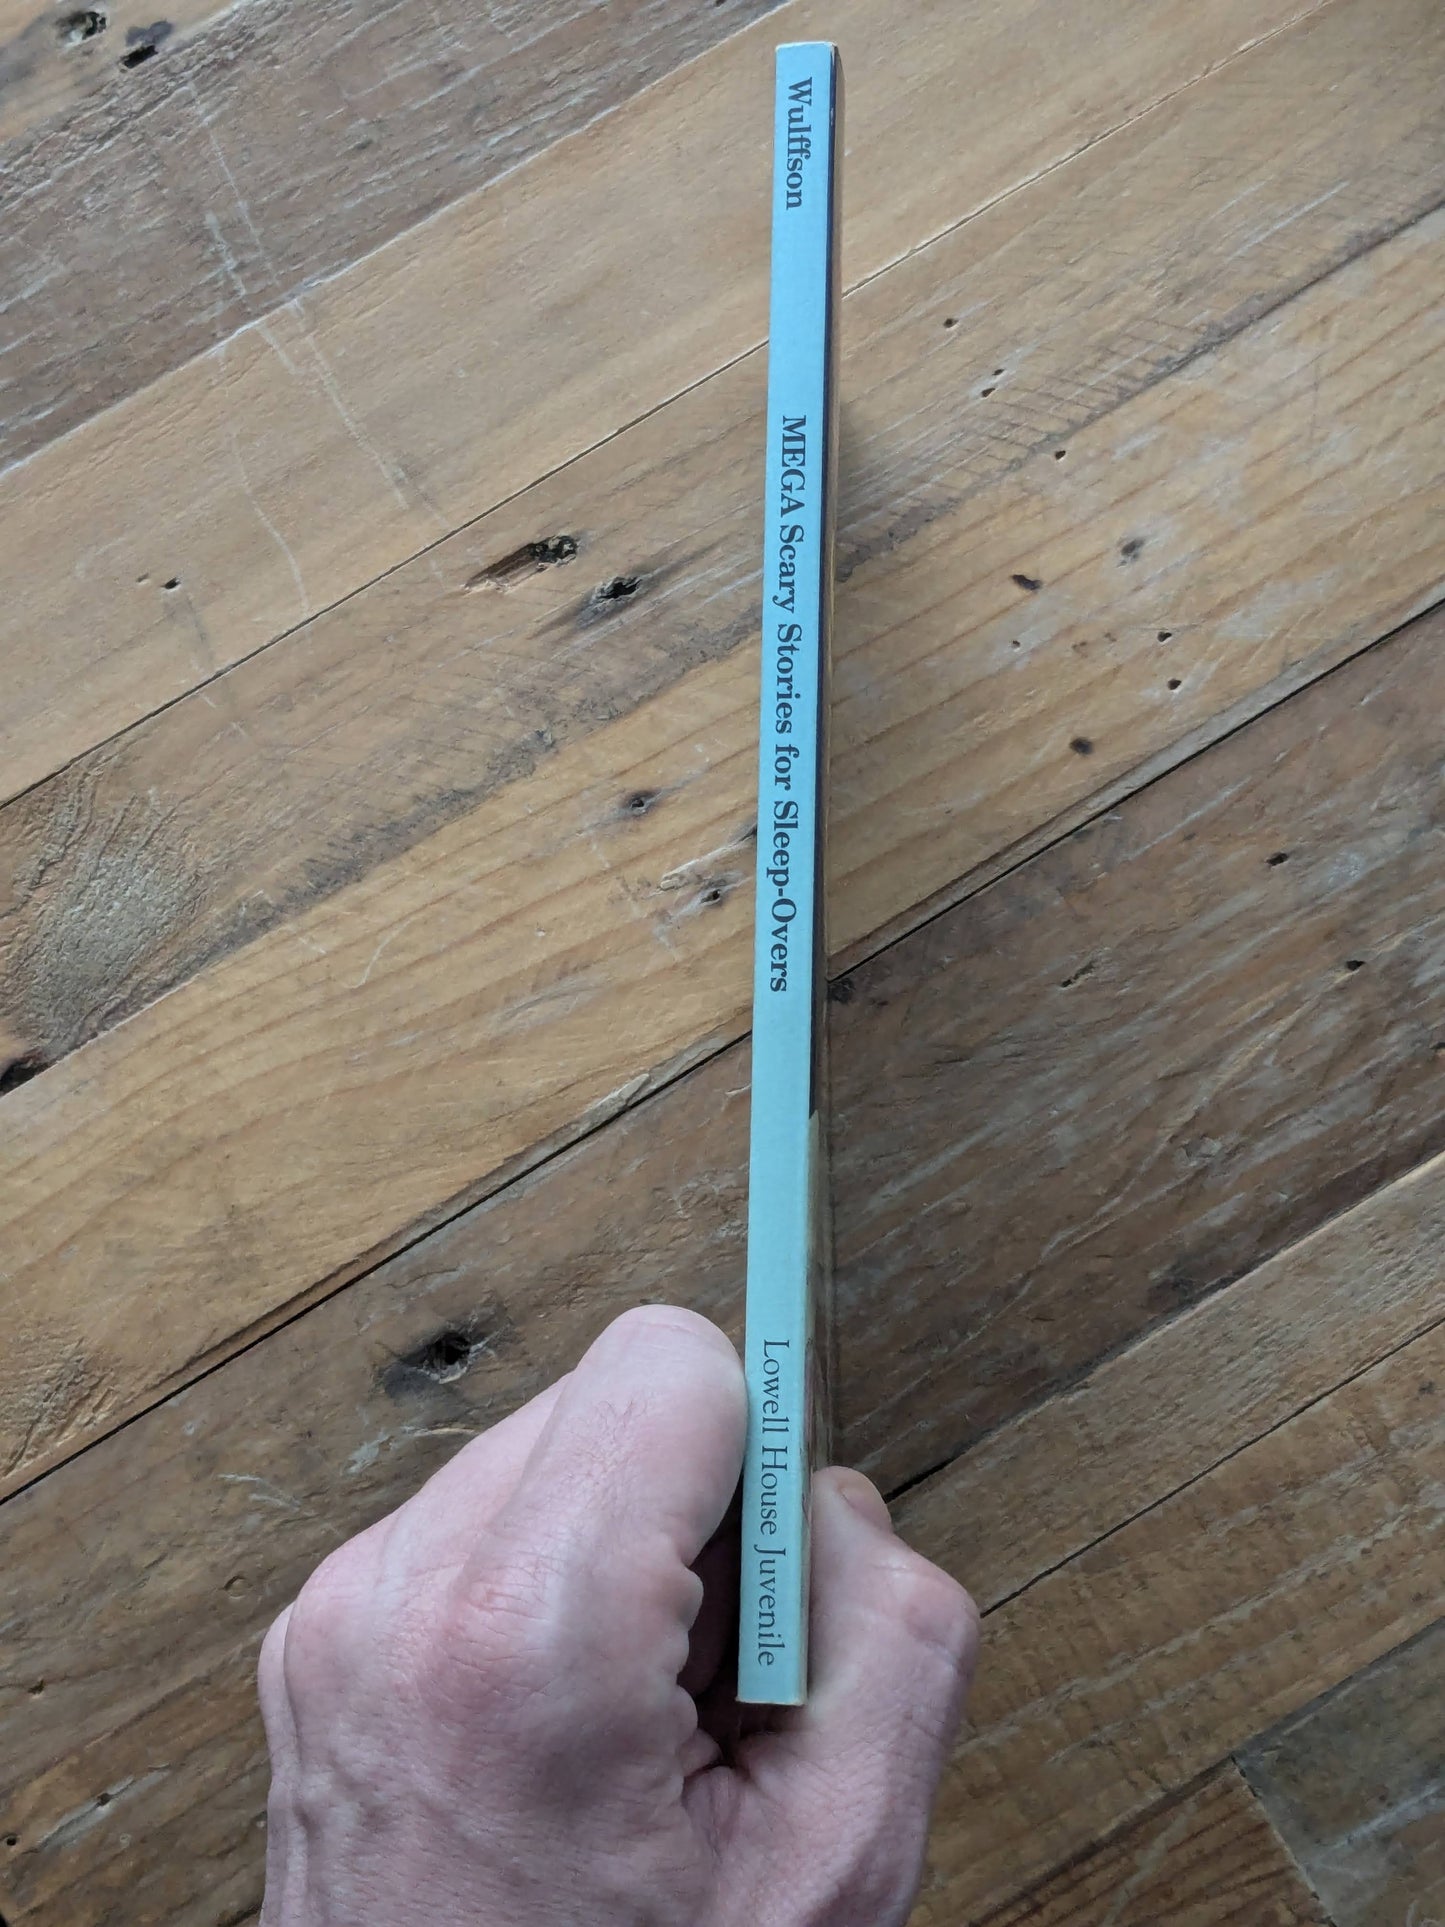 Wulffson
MEGA Scary Stories for Sleep-Overs
Lowell House Juvenile